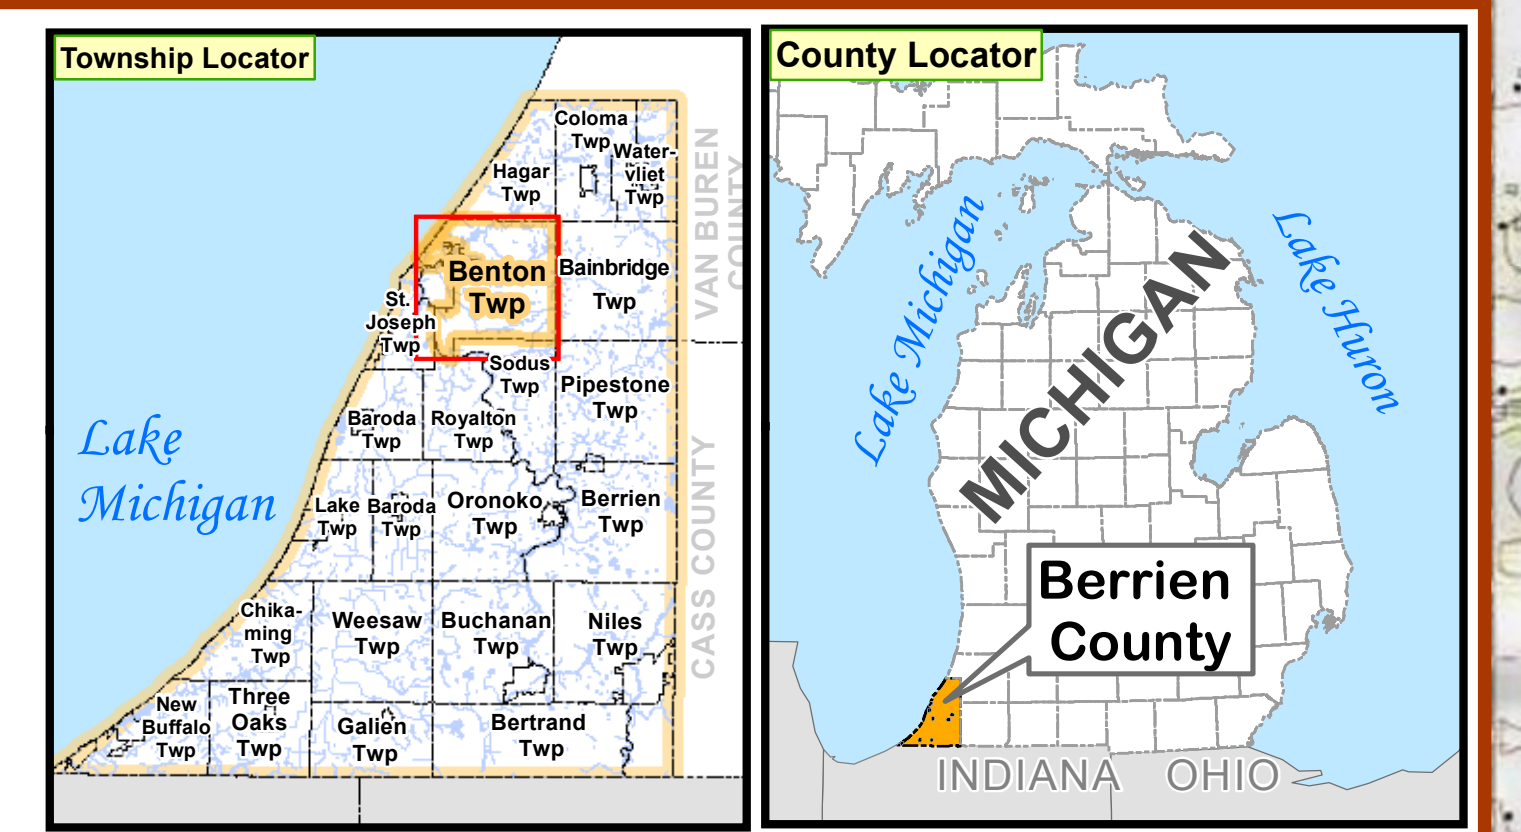 Township Locator
Coloma
Twp
Water-
vliet
Twp
Hagar
Twp
VAN BUREN
COUNTY
Benton
Twp
Bainbridge
Twp
St.
Joseph
Twp
Sodus
Twp
Pipestone
Twp
Baroda
Twp
Royalton
Twp
Lake
Michigan
Lake
Twp
Baroda
Twp
Oronoko
Twp
Berrien
Twp
CASS COUNTY
Chika-
ming
Twp
Weesaw
Twp
Buchanan
Twp
Niles
Twp
New
Buffalo
Twp
Three
Oaks
Twp
Galien
Twp
Bertrand
Twp
County Locator
Lake Michigan
Lake Huron
MICHIGAN
Berrien
County
INDIANA
OHIO